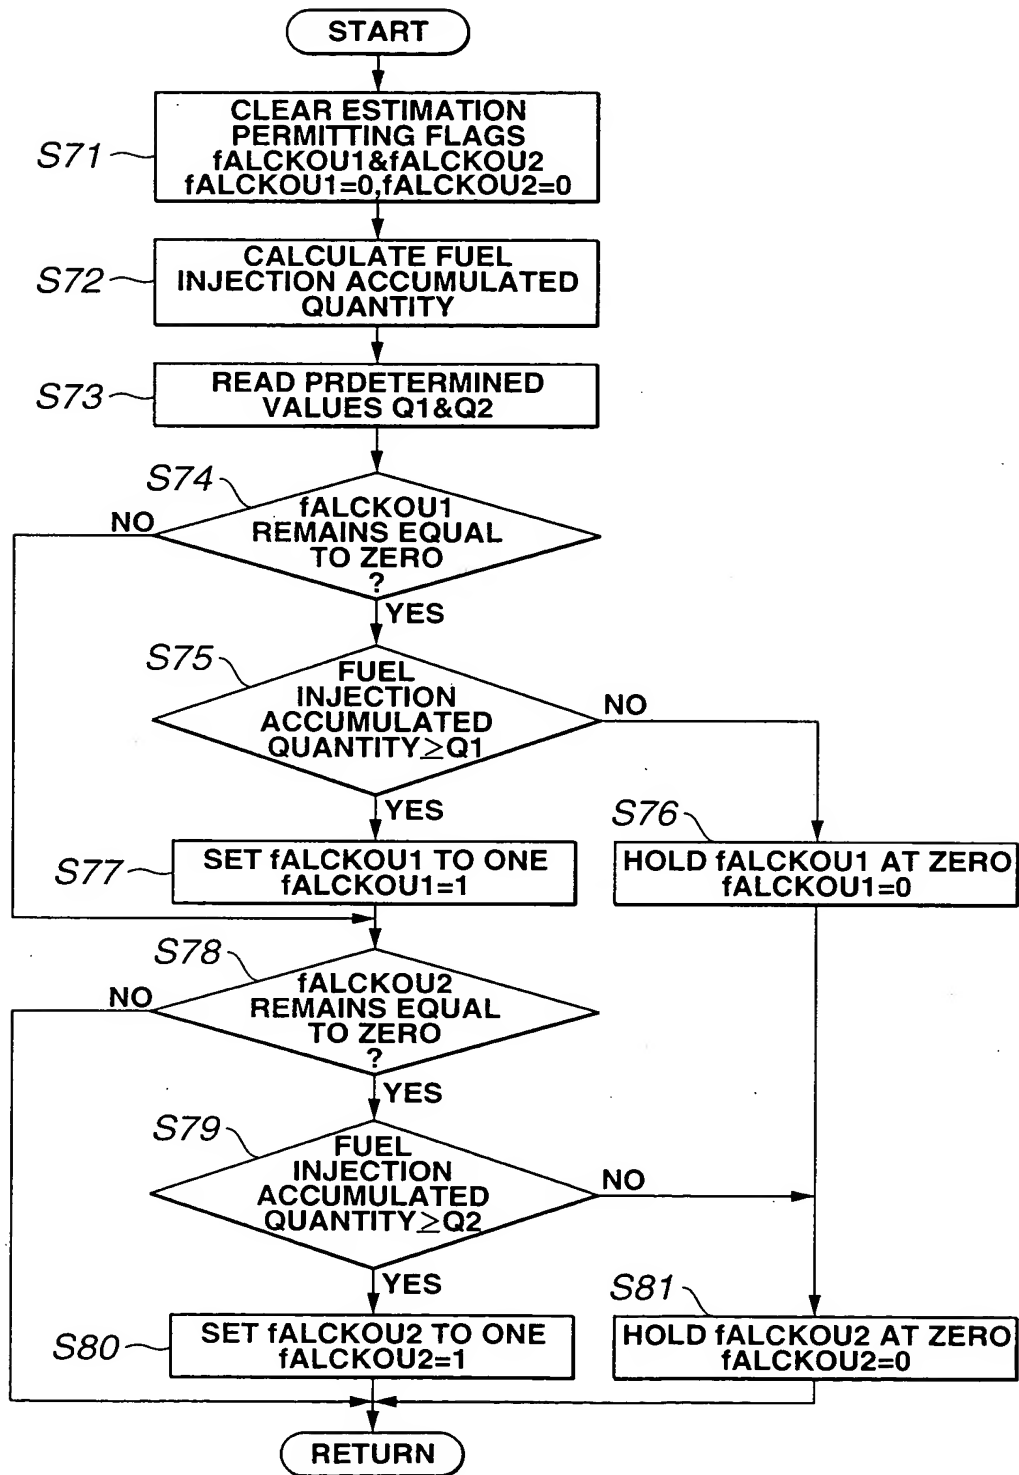 START
CLEAR ESTIMATION
PERMITTING FLAGS
fALCKOU1&fALCKOU2
fALCKOU1=0,fALCKOU2=0
S71
CALCULATE FUEL
INJECTION ACCUMULATED
QUANTITY
S72
READ PRDETERMINED
VALUES Q1&Q2
S73
S74
fALCKOU1
REMAINS EQUAL
TO ZERO
?
NO
YES
S75
FUEL
INJECTION
ACCUMULATED
QUANTITY≥Q1
NO
YES
S76
HOLD fALCKOU1 AT ZERO
fALCKOU1=0
S77
SET fALCKOU1 TO ONE
fALCKOU1=1
S78
fALCKOU2
REMAINS EQUAL
TO ZERO
?
NO
YES
S79
FUEL
INJECTION
ACCUMULATED
QUANTITY≥Q2
NO
YES
S80
SET fALCKOU2 TO ONE
fALCKOU2=1
S81
HOLD fALCKOU2 AT ZERO
fALCKOU2=0
RETURN